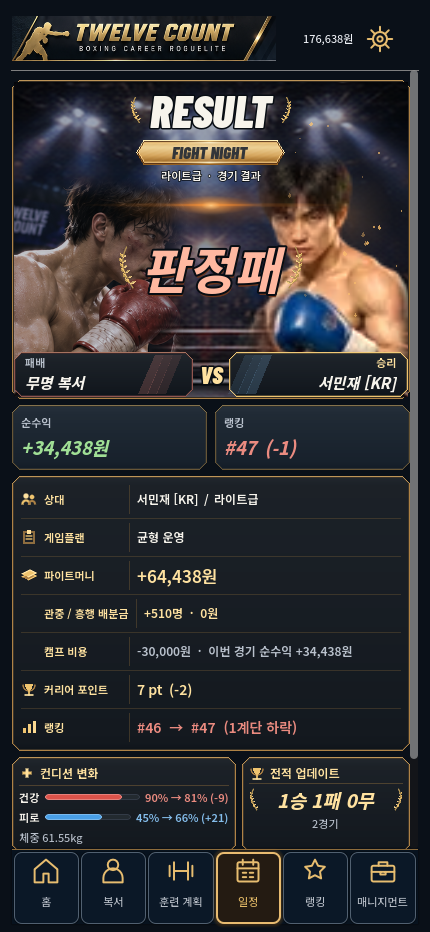 TWELVE COUNT
BOXING CAREER ROGUELITE
176,638원
RESULT
FIGHT NIGHT
라이트급 · 경기 결과
TWELVE COUNT
판정패
패배
무명 복서
VS
승리
서민재 [KR]
순수익
+34,438원
랭킹
#47 (-1)
상대 서민재 [KR] / 라이트급
게임플랜 균형 운영
파이트머니 +64,438원
관중 / 흥행 배분금 +510명 · 0원
캠프 비용 -30,000원 · 이번 경기 순수익 +34,438원
커리어 포인트 7 pt (-2)
랭킹 #46 → #47 (1계단 하락)
컨디션 변화
건강 90% → 81% (-9)
피로 45% → 66% (+21)
체중 61.55kg
전적 업데이트
1승 1패 0무
2경기
홈 복서 훈련 계획 일정 랭킹 매니지먼트